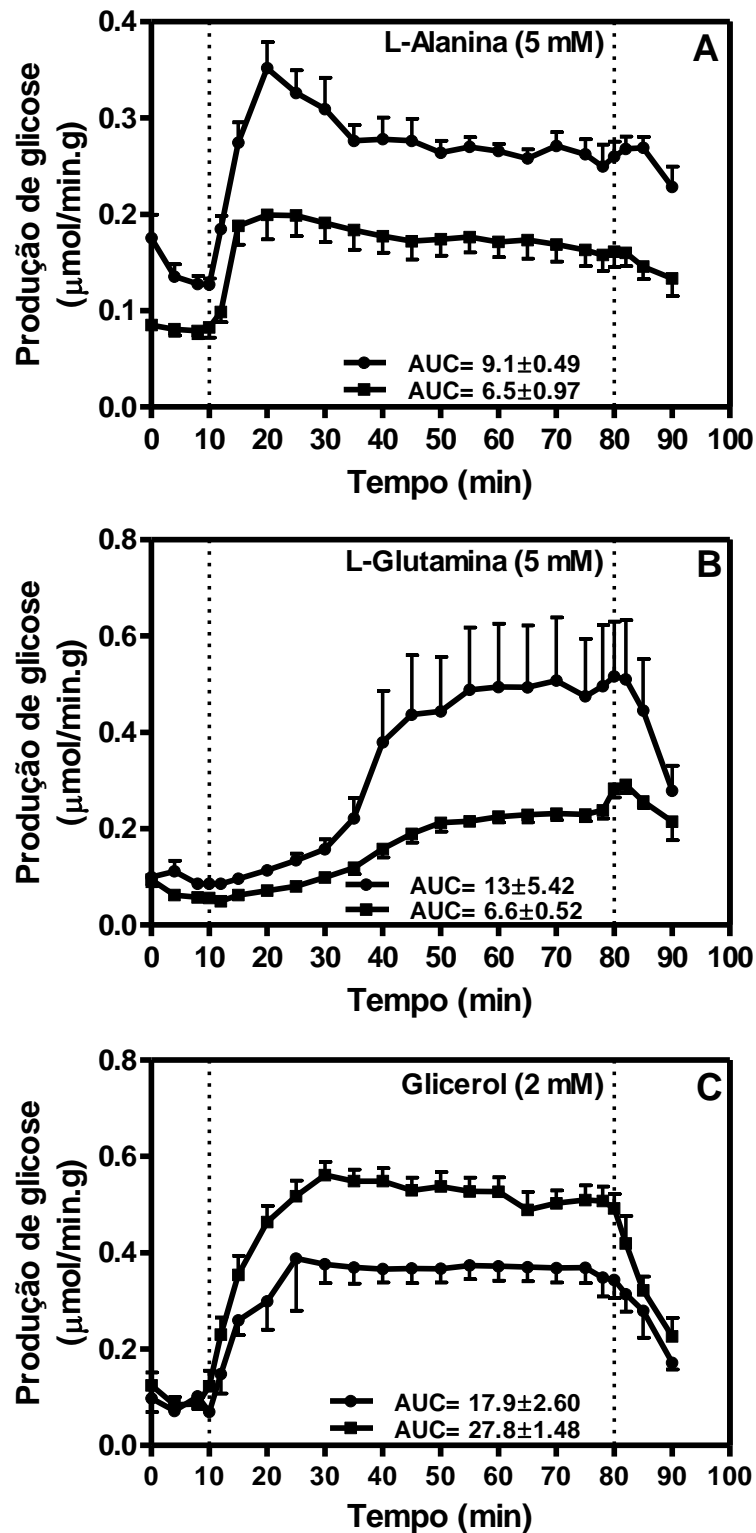 L-Alanina (5 mM)
A
Produção de glicose
(μmol/min.g)
0.4
0.3
0.2
0.1
0.0
AUC= 9.1±0.49
AUC= 6.5±0.97
0 10 20 30 40 50 60 70 80 90 100
Tempo (min)
L-Glutamina (5 mM)
B
Produção de glicose
(μmol/min.g)
0.8
0.6
0.4
0.2
0.0
AUC= 13±5.42
AUC= 6.6±0.52
0 10 20 30 40 50 60 70 80 90 100
Tempo (min)
Glicerol (2 mM)
C
Produção de glicose
(μmol/min.g)
0.8
0.6
0.4
0.2
0.0
AUC= 17.9±2.60
AUC= 27.8±1.48
0 10 20 30 40 50 60 70 80 90 100
Tempo (min)